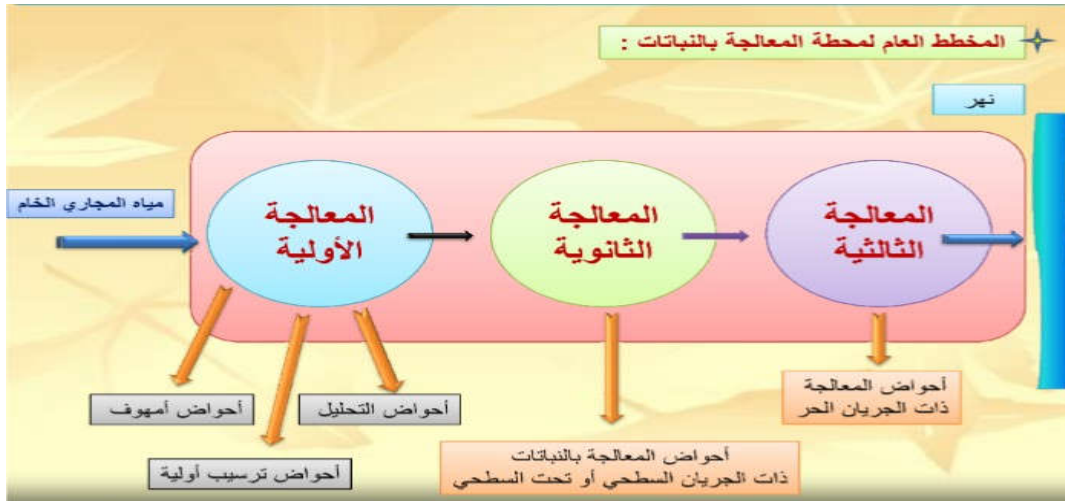 المخطط العام لمحطة المعالجة بالنباتات :
نهر
مياه المجاري الخام
المعالجة
الأولية
المعالجة
الثانوية
المعالجة
الثالثية
أحواض أمهوف
أحواض التحليل
أحواض ترسيب أولية
أحواض المعالجة بالنباتات
ذات الجريان السطحي أو تحت السطحي
أحواض المعالجة
ذات الجريان الحر